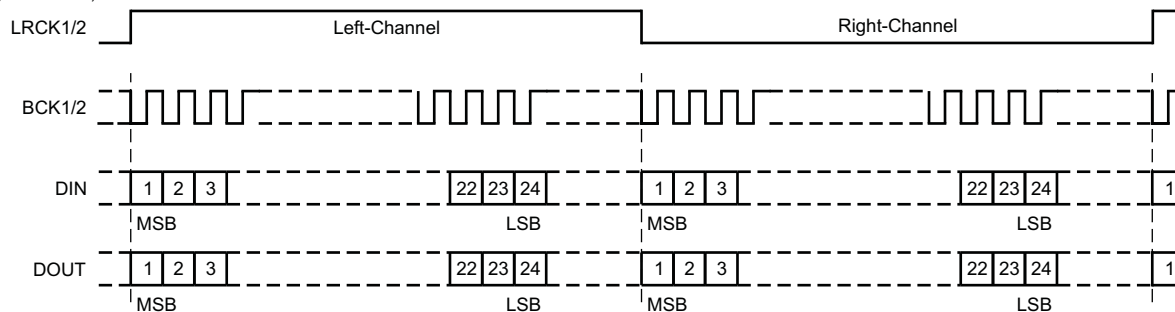 LRCK1/2 Left-Channel Right-Channel
BCK1/2
DIN 1 2 3 22 23 24 1 2 3 22 23 24 1
MSB LSB MSB LSB
DOUT 1 2 3 22 23 24 1 2 3 22 23 24 1
MSB LSB MSB LSB